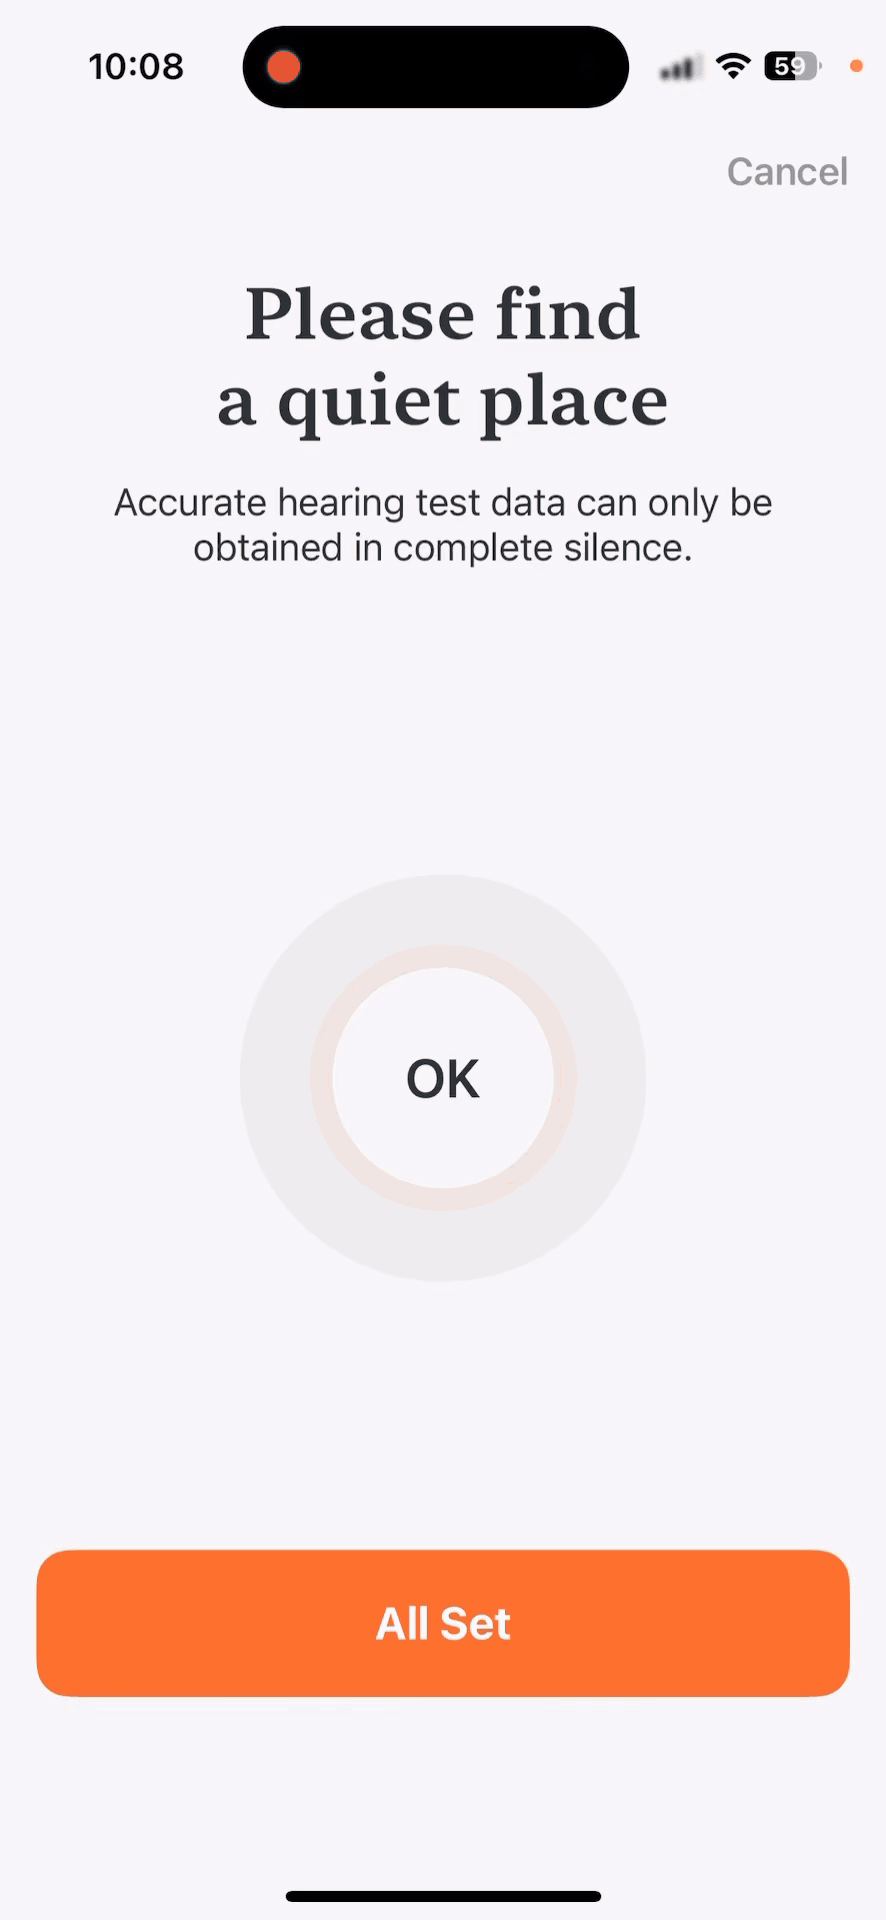 10:08
59
Cancel
Please find
a quiet place
Accurate hearing test data can only be
obtained in complete silence.
OK
All Set